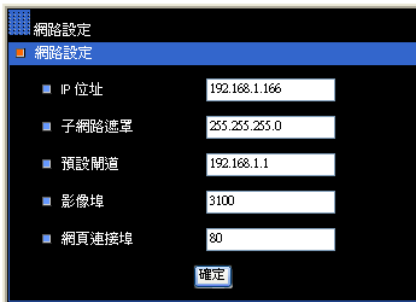 網路設定
網路設定
IP 位址 192.168.1.166
子網路遮罩 255.255.255.0
預設閘道 192.168.1.1
影像埠 3100
網頁連接埠 80
確定